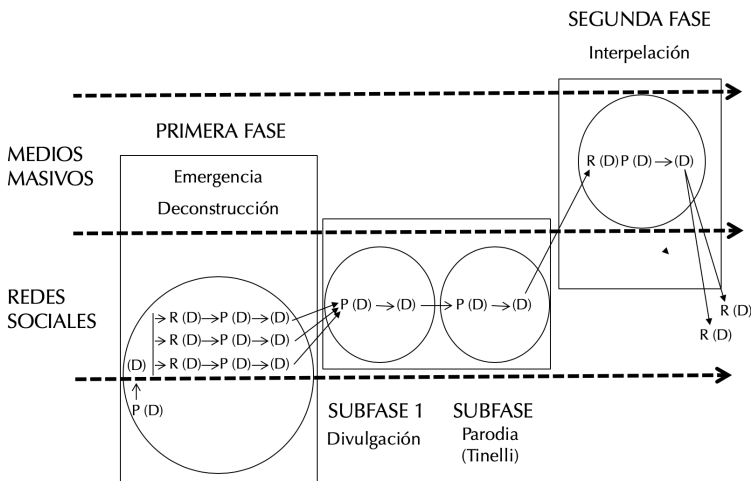 SEGUNDA FASE
Interpelación
PRIMERA FASE
MEDIOS
MASIVOS
Emergencia
Deconstrucción
R (D) P (D) (D)
REDES
SOCIALES
R (D) P (D) (D)
R (D) P (D) (D)
R (D) P (D) (D)
(D)
P (D)
P (D) (D)
P (D) (D)
R (D)
R (D)
SUBFASE 1
Divulgación
SUBFASE
Parodia
(Tinelli)